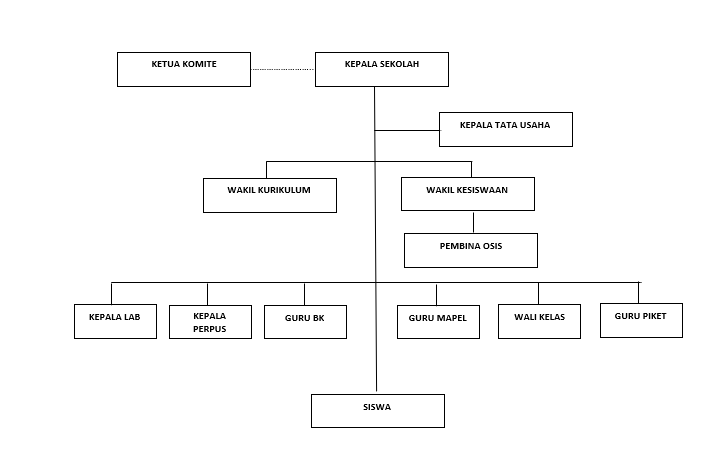 KETUA KOMITE
KEPALA SEKOLAH
KEPALA TATA USAHA
WAKIL KURIKULUM
WAKIL KESISWAAN
PEMBINA OSIS
KEPALA LAB
KEPALA
PERPUS
GURU BK
GURU MAPEL
WALI KELAS
GURU PIKET
SISWA